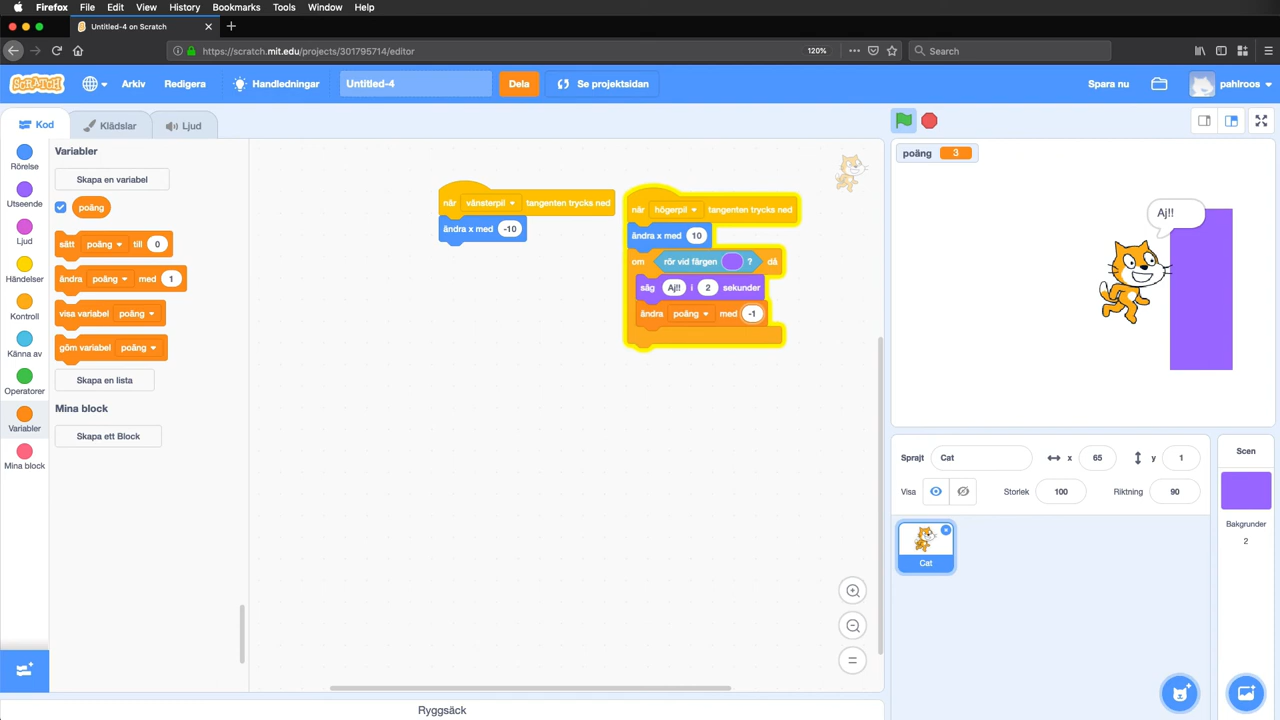 Firefox File Edit View History Bookmarks Tools Window Help
Untitled-4 on Scratch
https://scratch.mit.edu/projects/301795714/editor
120%
Search
SCRATCH
Arkiv
Redigera
Handledningar
Untitled-4
Dela
Se projektsidan
Spara nu
pahlroos
Kod
Klädslar
Ljud
Rörelse
Utseende
Ljud
Händelser
Kontroll
Känna av
Operatorer
Variabler
Mina block
Variabler
Skapa en variabel
poäng
sätt poäng till 0
ändra poäng med 1
visa variabel poäng
göm variabel poäng
Skapa en lista
Mina block
Skapa ett Block
när vänsterpil tangenten trycks ned
ändra x med -10
när högerpil tangenten trycks ned
ändra x med 10
om rör vid färgen ? då
säg Aj!! i 2 sekunder
ändra poäng med -1
poäng 3
Aj!!
Sprajt Cat x 65 y 1
Visa Storlek 100 Riktning 90
Cat
Scen
Bakgrunder
2
Ryggsäck